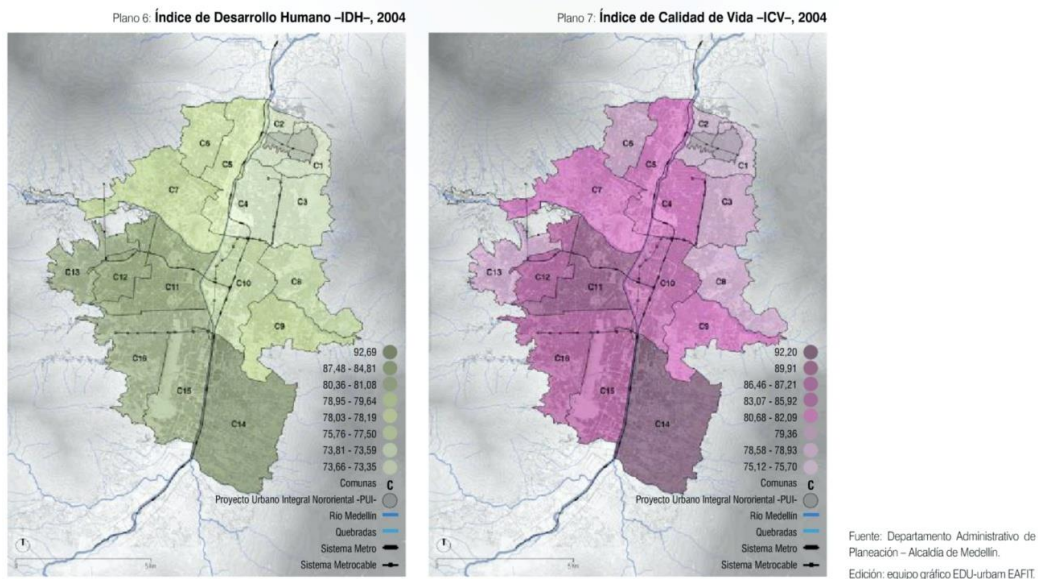 Plano 6: Índice de Desarrollo Humano –IDH–, 2004
C2
C6
C5
C1
C7
C4
C3
C13
C12
C11
C10
C8
C9
C16
C15
C14
92,69
87,48 - 84,81
80,36 - 81,08
78,95 - 79,64
78,03 - 78,19
75,76 - 77,50
73,81 - 73,59
73,66 - 73,35
Comunas C
Proyecto Urbano Integral Nororiental -PUI-
Río Medellín
Quebradas
Sistema Metro
Sistema Metrocable
Plano 7: Índice de Calidad de Vida –ICV–, 2004
C2
C6
C5
C1
C7
C4
C3
C13
C12
C11
C10
C8
C9
C16
C15
C14
92,20
89,91
86,46 - 87,21
83,07 - 85,92
80,68 - 82,09
79,36
78,58 - 78,93
75,12 - 75,70
Comunas C
Proyecto Urbano Integral Nororiental -PUI-
Río Medellín
Quebradas
Sistema Metro
Sistema Metrocable
Fuente: Departamento Administrativo de
Planeación – Alcaldía de Medellín.
Edición: equipo gráfico EDU-urbam EAFIT.